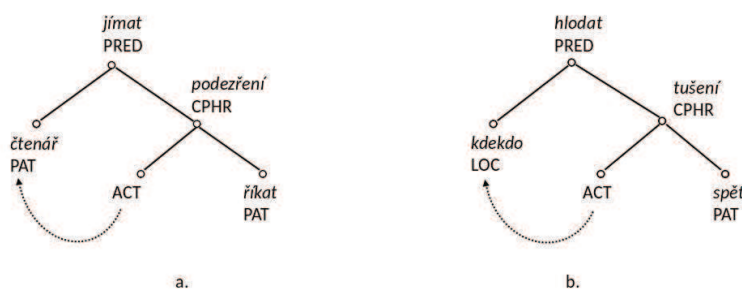 jímat
PRED
podezření
CPHR
čtenář
PAT
ACT
říkat
PAT
a.
hlodat
PRED
tušení
CPHR
kdekdo
LOC
ACT
spět
PAT
b.